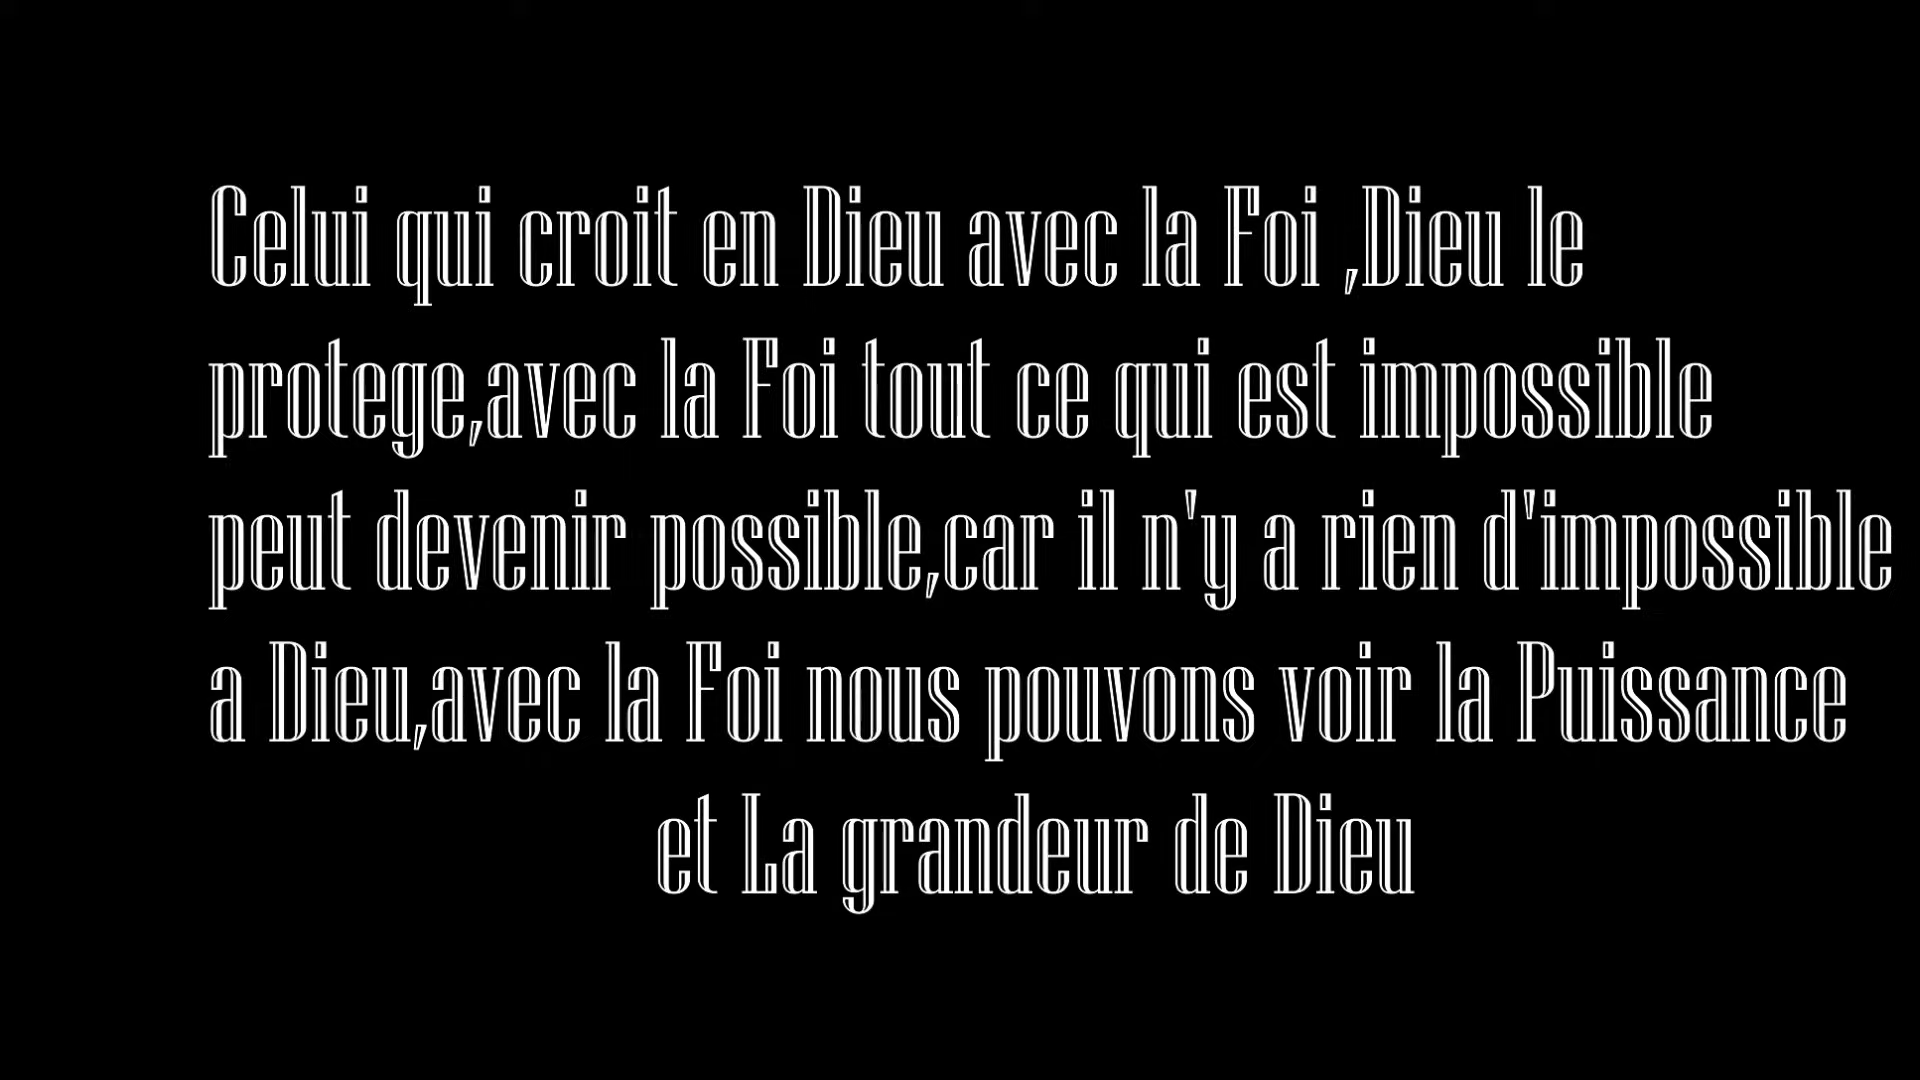 Celui qui croit en Dieu avec la Foi ,Dieu le
protege,avec la Foi tout ce qui est impossible
peut devenir possible,car il n'y a rien d'impossible
a Dieu,avec la Foi nous pouvons voir la Puissance
et La grandeur de Dieu